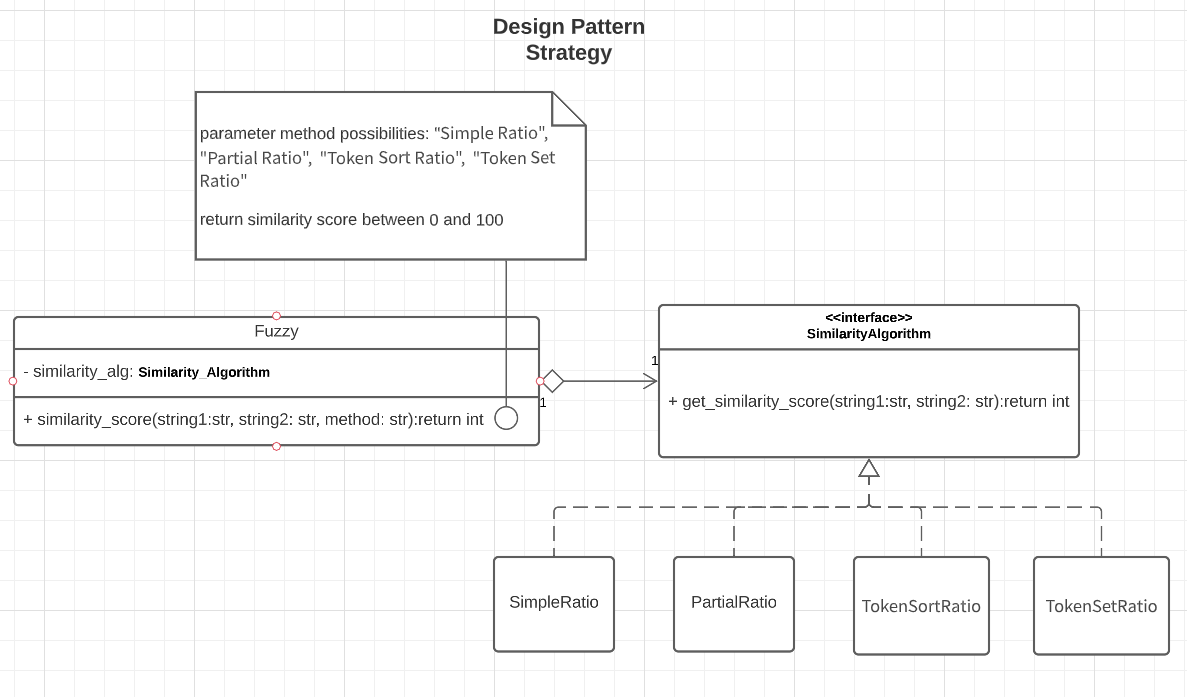 Design Pattern
Strategy
parameter method possibilities: "Simple Ratio",
"Partial Ratio", "Token Sort Ratio", "Token Set
Ratio"
return similarity score between 0 and 100
Fuzzy
- similarity_alg: Similarity_Algorithm
+ similarity_score(string1:str, string2: str, method: str):return int
1
1
<<interface>>
SimilarityAlgorithm
+ get_similarity_score(string1:str, string2: str):return int
SimpleRatio
PartialRatio
TokenSortRatio
TokenSetRatio